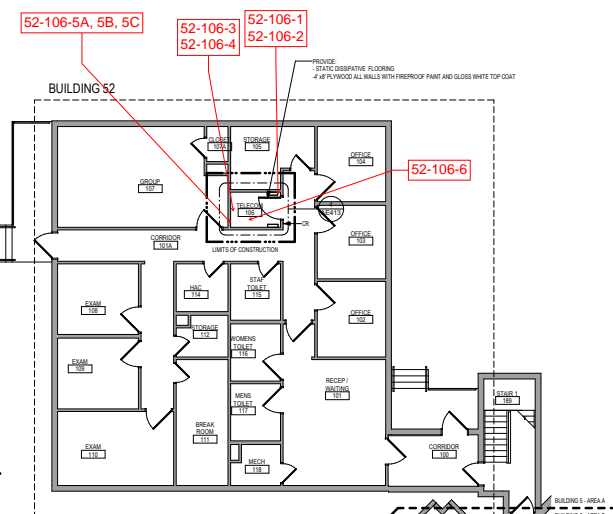 52-106-5A, 5B, 5C
52-106-3
52-106-4
52-106-1
52-106-2
PROVIDE:
- STATIC DISSIPATIVE FLOORING
-4' x8' PLYWOOD ALL WALLS WITH FIREPROOF PAINT AND GLOSS WHITE TOP COAT
BUILDING 52
CLOSET
107A
STORAGE
105
OFFICE
104
52-106-6
GROUP
107
TELECOM
106
AE413
CR
CORRIDOR
101A
LIMITS OF CONSTRUCTION
OFFICE
103
HAC
114
STAF
TOILET
115
EXAM
108
OFFICE
102
STORAGE
112
WOMENS
TOILET
116
EXAM
109
RECEP /
WAITING
101
MENS
TOILET
117
STAIR 1
189
BREAK
ROOM
111
EXAM
110
MECH
118
CORRIDOR
100
BUILDING 5 - AREA A